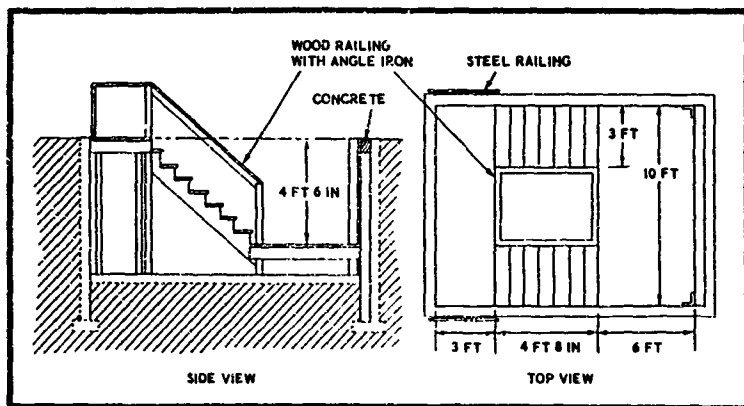 WOOD RAILING
WITH ANGLE IRON
STEEL RAILING
CONCRETE
4 FT 6 IN
3 FT
10 FT
3 FT
4 FT 8 IN
6 FT
SIDE VIEW
TOP VIEW